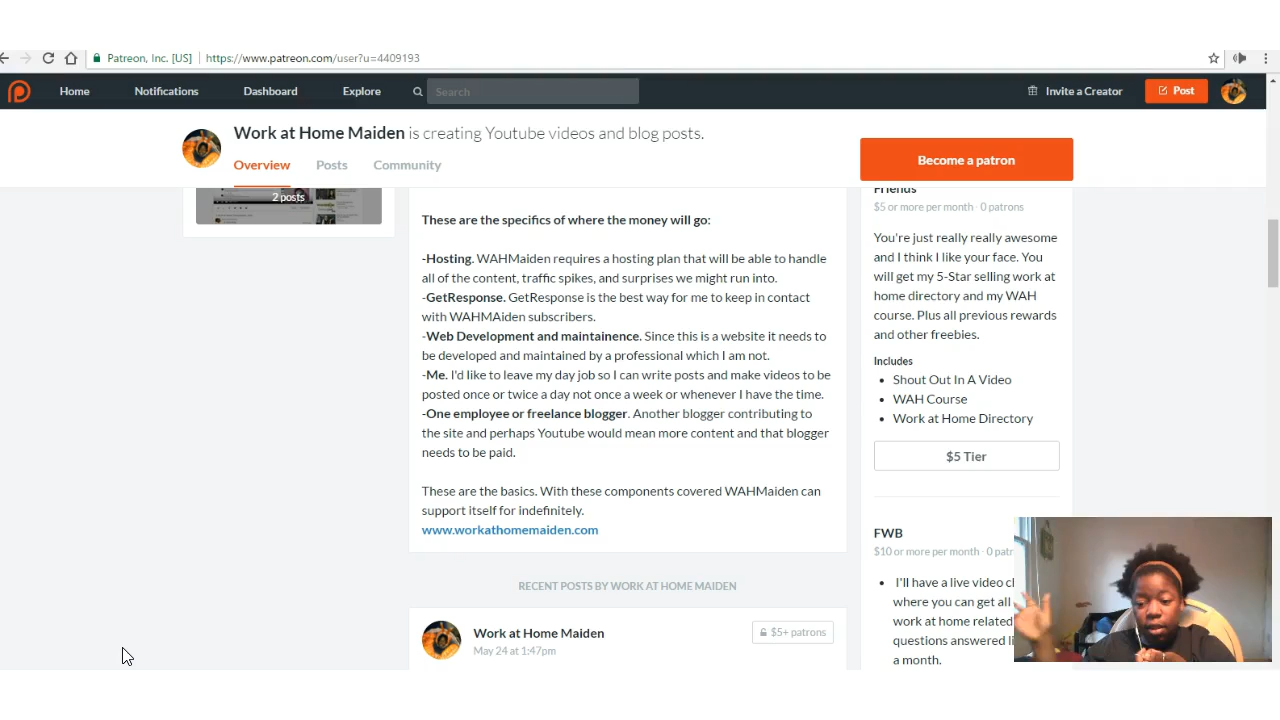 Patreon, Inc. [US] https://www.patreon.com/user?u=4409193
Home Notifications Dashboard Explore Search Invite a Creator Post
Work at Home Maiden is creating Youtube videos and blog posts.
Overview Posts Community
Become a patron
2 posts
These are the specifics of where the money will go:
-Hosting. WAHMaiden requires a hosting plan that will be able to handle
all of the content, traffic spikes, and surprises we might run into.
-GetResponse. GetResponse is the best way for me to keep in contact
with WAHMAiden subscribers.
-Web Development and maintainence. Since this is a website it needs to
be developed and maintained by a professional which I am not.
-Me. I'd like to leave my day job so I can write posts and make videos to be
posted once or twice a day not once a week or whenever I have the time.
-One employee or freelance blogger. Another blogger contributing to
the site and perhaps Youtube would mean more content and that blogger
needs to be paid.
These are the basics. With these components covered WAHMaiden can
support itself for indefinitely.
www.workathomemaiden.com
RECENT POSTS BY WORK AT HOME MAIDEN
Work at Home Maiden
May 24 at 1:47pm
$5+ patrons
Friends
$5 or more per month · 0 patrons
You're just really really awesome
and I think I like your face. You
will get my 5-Star selling work at
home directory and my WAH
course. Plus all previous rewards
and other freebies.
Includes
• Shout Out In A Video
• WAH Course
• Work at Home Directory
$5 Tier
FWB
$10 or more per month · 0
• I'll have a live video
where you can get all
work at home related
questions answered
a month.